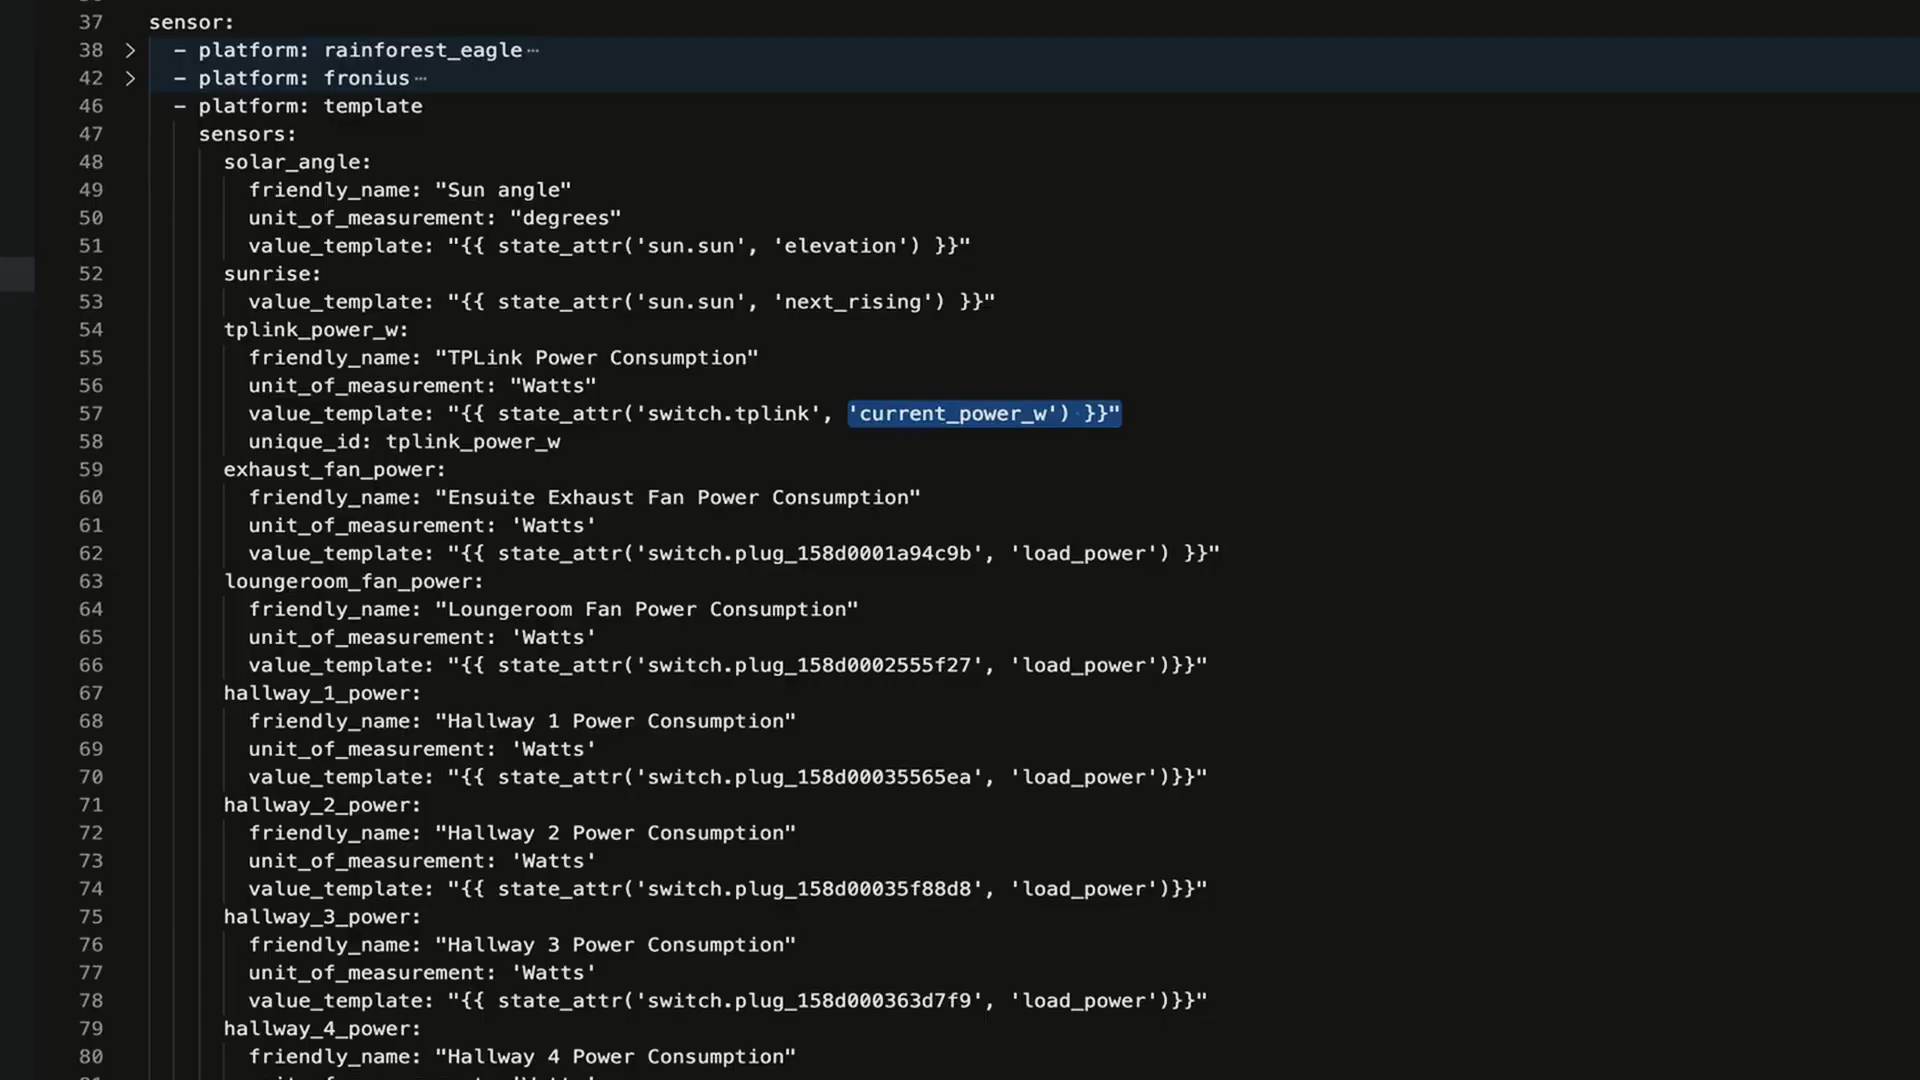 37 sensor:
38 - platform: rainforest_eagle…
42 - platform: fronius…
46 - platform: template
47 sensors:
48 solar_angle:
49 friendly_name: "Sun angle"
50 unit_of_measurement: "degrees"
51 value_template: "{{ state_attr('sun.sun', 'elevation') }}"
52 sunrise:
53 value_template: "{{ state_attr('sun.sun', 'next_rising') }}"
54 tplink_power_w:
55 friendly_name: "TPLink Power Consumption"
56 unit_of_measurement: "Watts"
57 value_template: "{{ state_attr('switch.tplink', 'current_power_w') }}"
58 unique_id: tplink_power_w
59 exhaust_fan_power:
60 friendly_name: "Ensuite Exhaust Fan Power Consumption"
61 unit_of_measurement: 'Watts'
62 value_template: "{{ state_attr('switch.plug_158d0001a94c9b', 'load_power') }}"
63 loungeroom_fan_power:
64 friendly_name: "Loungeroom Fan Power Consumption"
65 unit_of_measurement: 'Watts'
66 value_template: "{{ state_attr('switch.plug_158d0002555f27', 'load_power')}}"
67 hallway_1_power:
68 friendly_name: "Hallway 1 Power Consumption"
69 unit_of_measurement: 'Watts'
70 value_template: "{{ state_attr('switch.plug_158d00035565ea', 'load_power')}}"
71 hallway_2_power:
72 friendly_name: "Hallway 2 Power Consumption"
73 unit_of_measurement: 'Watts'
74 value_template: "{{ state_attr('switch.plug_158d00035f88d8', 'load_power')}}"
75 hallway_3_power:
76 friendly_name: "Hallway 3 Power Consumption"
77 unit_of_measurement: 'Watts'
78 value_template: "{{ state_attr('switch.plug_158d000363d7f9', 'load_power')}}"
79 hallway_4_power:
80 friendly_name: "Hallway 4 Power Consumption"